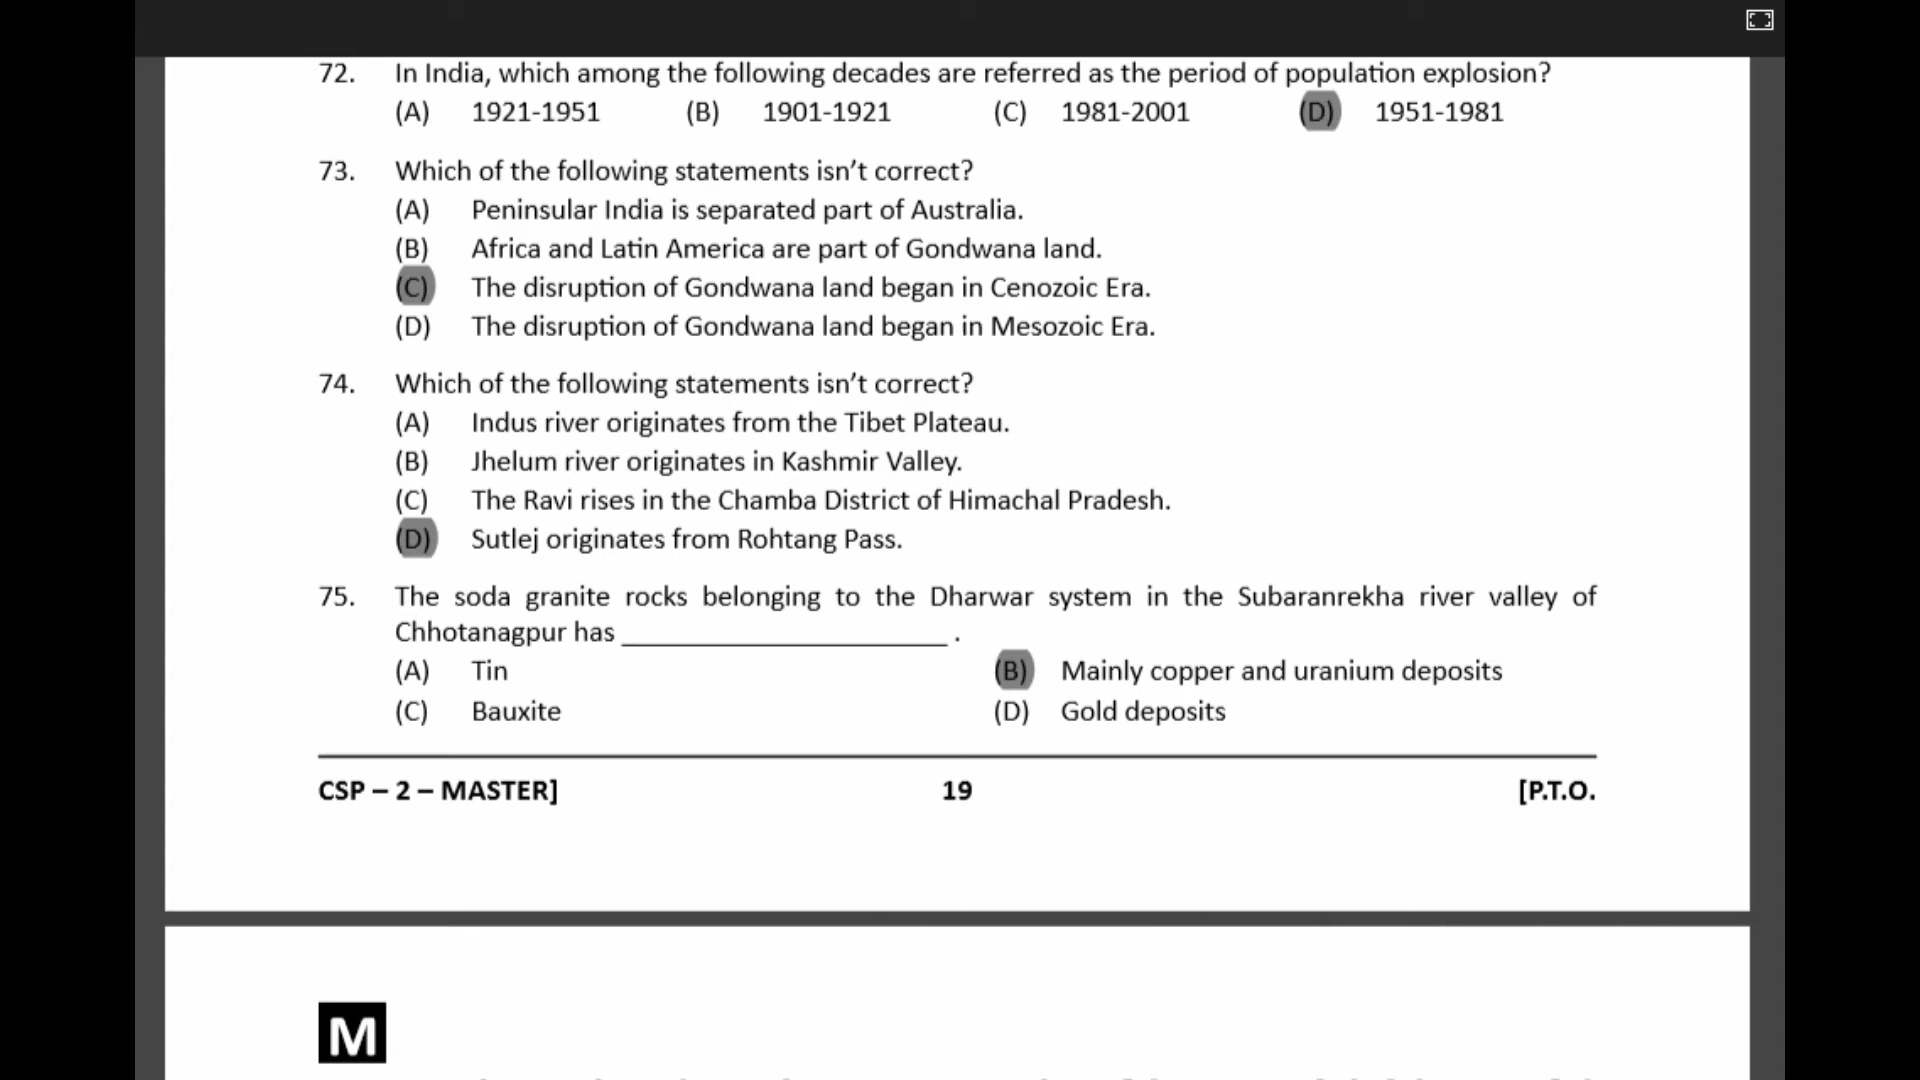 72. In India, which among the following decades are referred as the period of population explosion?
(A) 1921-1951 (B) 1901-1921 (C) 1981-2001 (D) 1951-1981
73. Which of the following statements isn’t correct?
(A) Peninsular India is separated part of Australia.
(B) Africa and Latin America are part of Gondwana land.
(C) The disruption of Gondwana land began in Cenozoic Era.
(D) The disruption of Gondwana land began in Mesozoic Era.
74. Which of the following statements isn’t correct?
(A) Indus river originates from the Tibet Plateau.
(B) Jhelum river originates in Kashmir Valley.
(C) The Ravi rises in the Chamba District of Himachal Pradesh.
(D) Sutlej originates from Rohtang Pass.
75. The soda granite rocks belonging to the Dharwar system in the Subaranrekha river valley of
Chhotanagpur has ______________________ .
(A) Tin (B) Mainly copper and uranium deposits
(C) Bauxite (D) Gold deposits
CSP – 2 – MASTER] 19 [P.T.O.
M